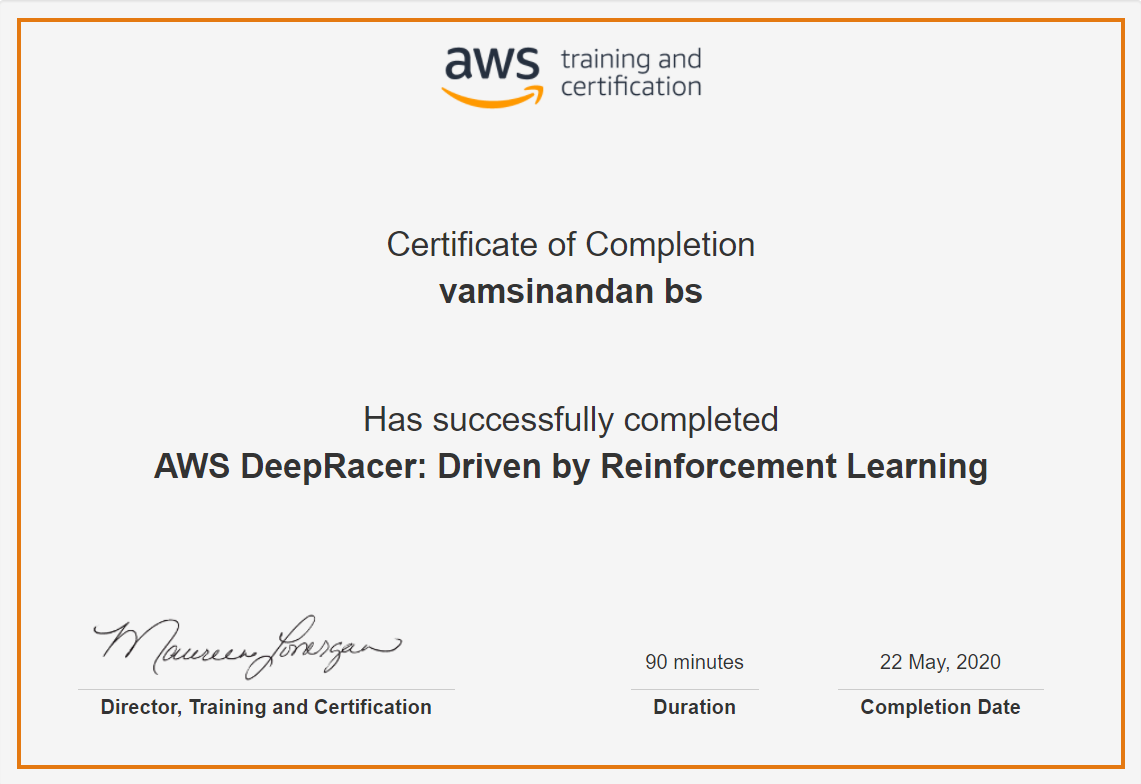 aws training and
certification
Certificate of Completion
vamsinandan bs
Has successfully completed
AWS DeepRacer: Driven by Reinforcement Learning
Maureen Lonergan
90 minutes
22 May, 2020
Director, Training and Certification
Duration
Completion Date